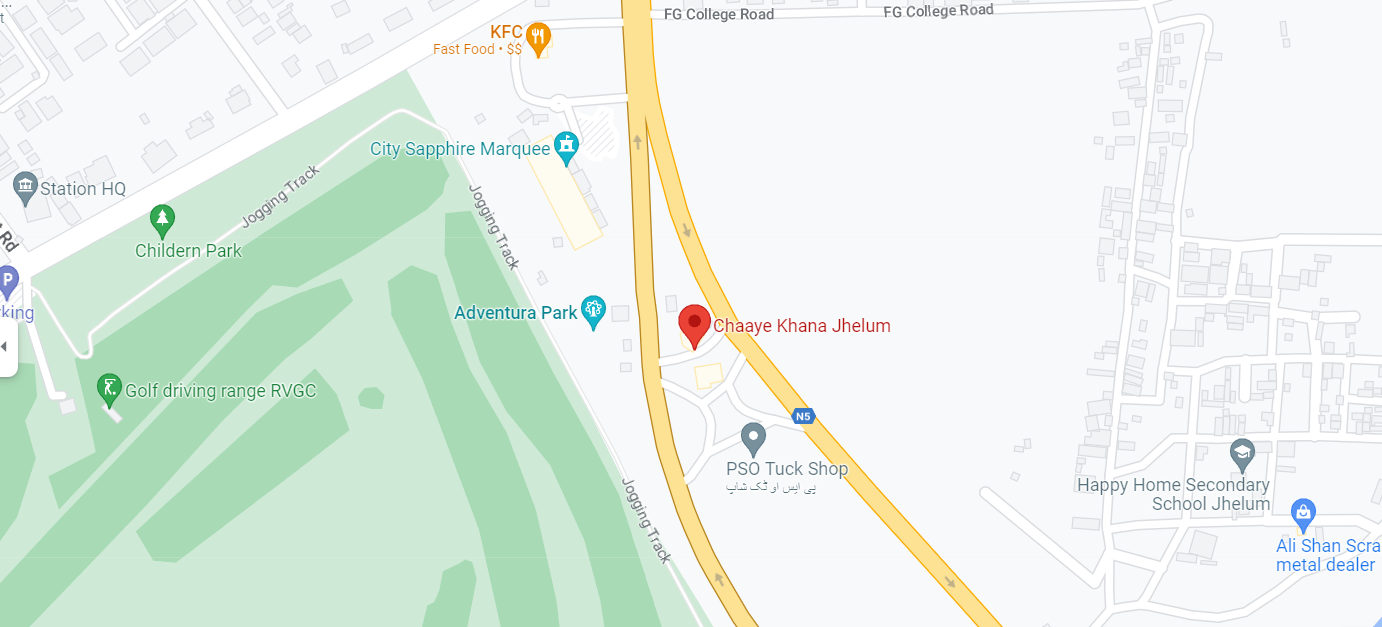 FG College Road
FG College Road
KFC
Fast Food • $$
City Sapphire Marquee
Station HQ
Jogging Track
Jogging Track
Childern Park
Rd
P
king
Adventura Park
Chaaye Khana Jhelum
Golf driving range RVGC
N5
PSO Tuck Shop
پی ایس او ٹک شاپ
Jogging Track
Happy Home Secondary
School Jhelum
Ali Shan Scra
metal dealer